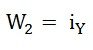 W₂ = i_Y